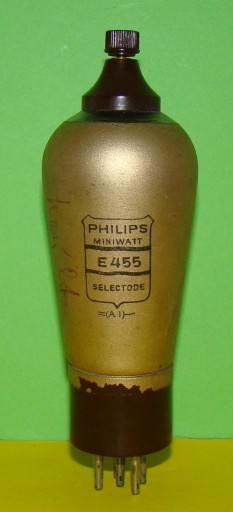 PHILIPS
MINIWATT
E455
SELECTODE
=(A1)—